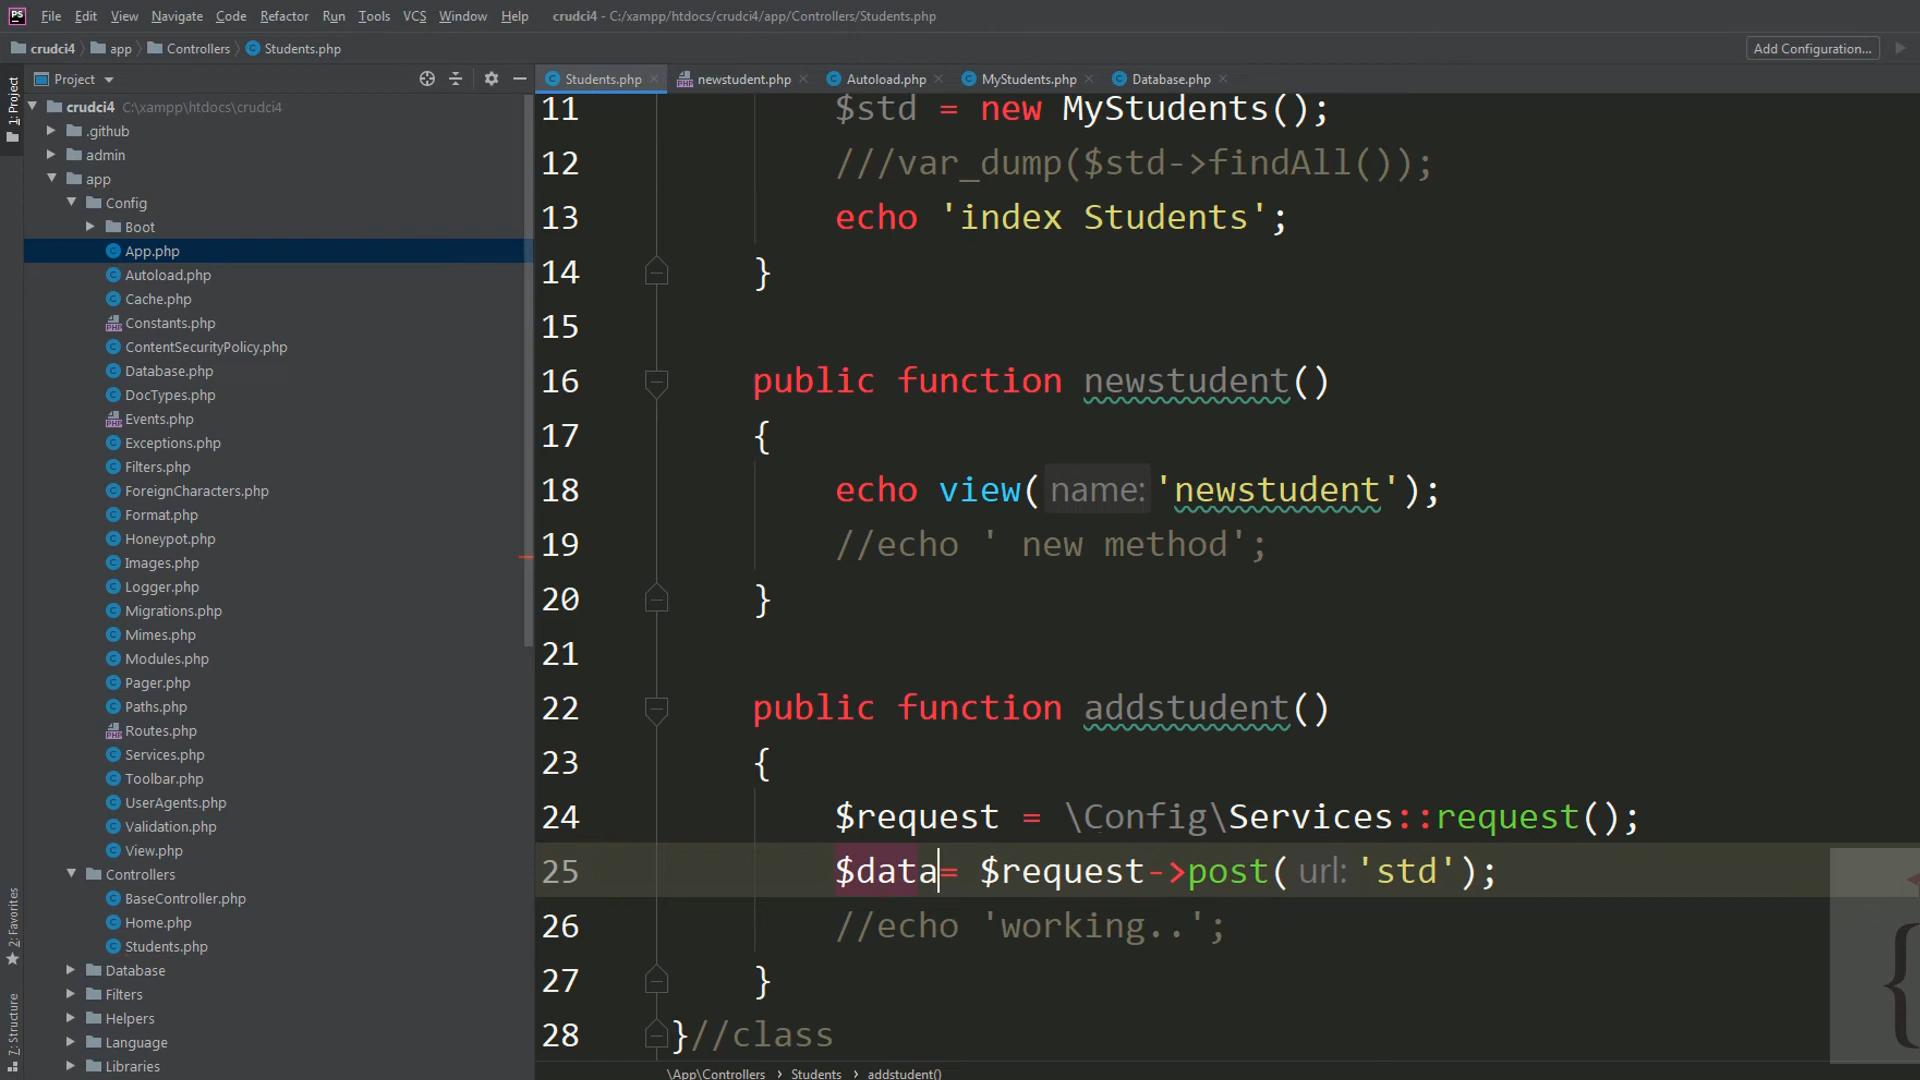 PS File Edit View Navigate Code Refactor Run Tools VCS Window Help crudci4 - C:/xampp/htdocs/crudci4/app/Controllers/Students.php
crudci4 app Controllers Students.php Add Configuration...
1: Project
Project
Students.php newstudent.php Autoload.php MyStudents.php Database.php
crudci4 C:\xampp\htdocs\crudci4
.github
admin
app
Config
Boot
App.php
Autoload.php
Cache.php
Constants.php
ContentSecurityPolicy.php
Database.php
DocTypes.php
Events.php
Exceptions.php
Filters.php
ForeignCharacters.php
Format.php
Honeypot.php
Images.php
Logger.php
Migrations.php
Mimes.php
Modules.php
Pager.php
Paths.php
Routes.php
Services.php
Toolbar.php
UserAgents.php
Validation.php
View.php
Controllers
BaseController.php
Home.php
Students.php
Database
Filters
Helpers
Language
Libraries
2: Favorites
7: Structure
11 $std = new MyStudents();
12 ///var_dump($std->findAll());
13 echo 'index Students';
14 }
15
16 public function newstudent()
17 {
18 echo view( name: 'newstudent');
19 //echo ' new method';
20 }
21
22 public function addstudent()
23 {
24 $request = \Config\Services::request();
25 $data= $request->post( url: 'std');
26 //echo 'working..';
27 }
28 }//class
\App\Controllers › Students › addstudent()